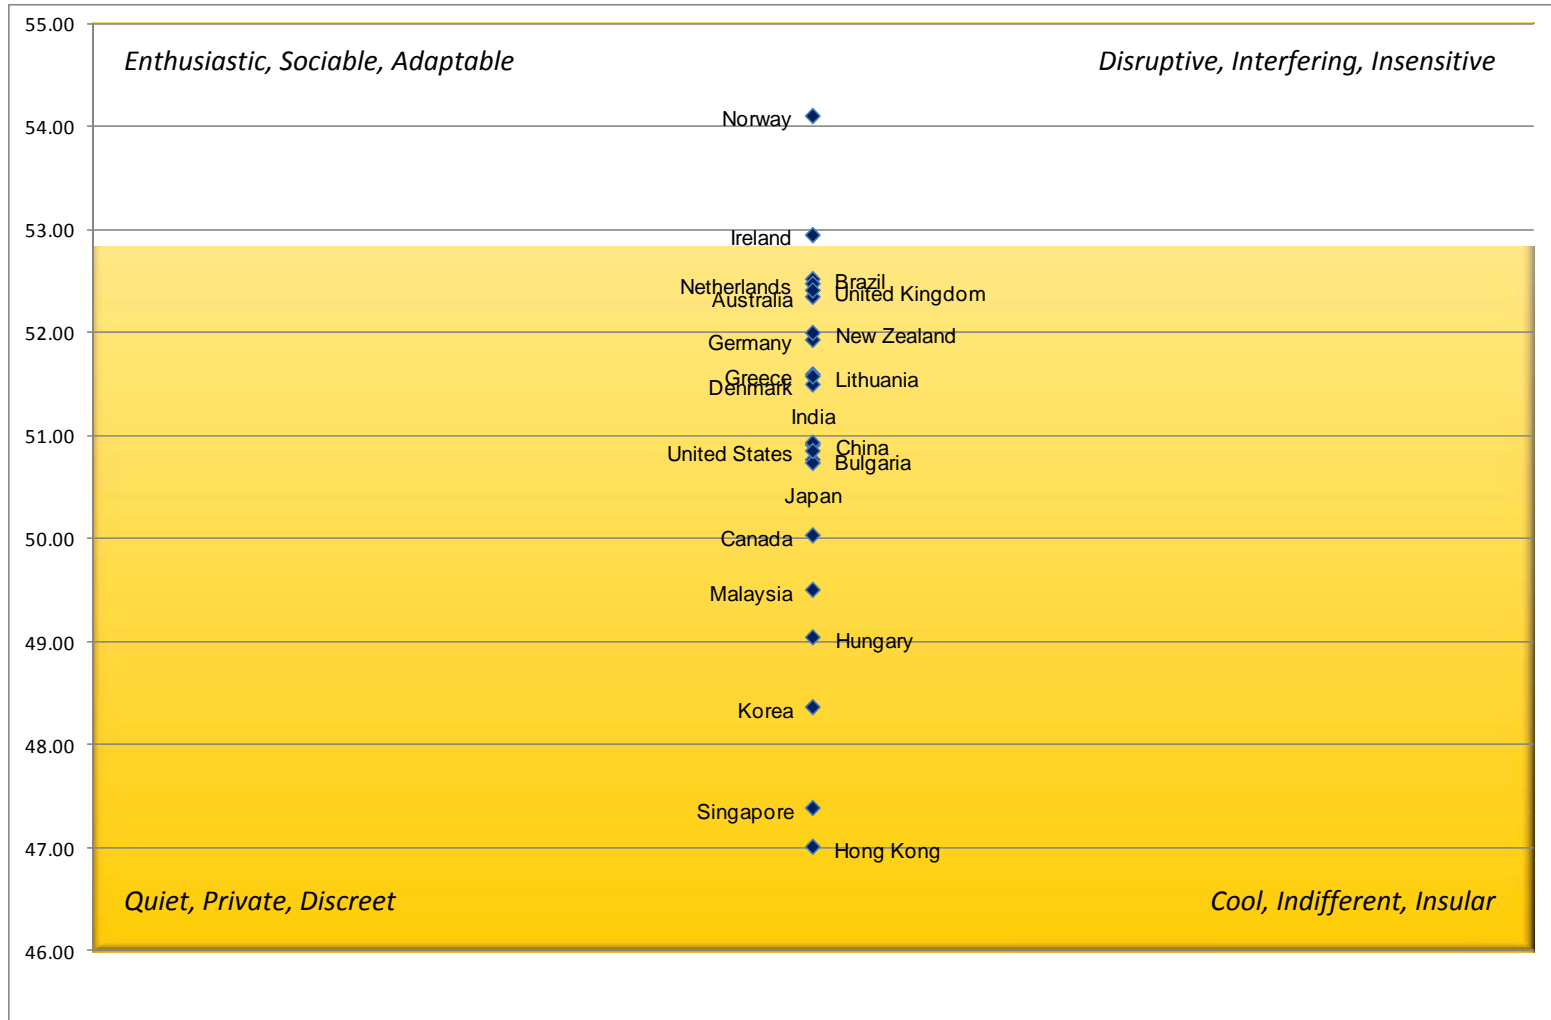 55.00
Enthusiastic, Sociable, Adaptable
Disruptive, Interfering, Insensitive
Norway
54.00
53.00
Ireland
Brazil
Netherlands
United Kingdom
Australia
52.00
New Zealand
Germany
Greece
Lithuania
Denmark
India
51.00
China
United States
Bulgaria
Japan
50.00
Canada
Malaysia
49.00
Hungary
Korea
48.00
Singapore
47.00
Hong Kong
Quiet, Private, Discreet
Cool, Indifferent, Insular
46.00